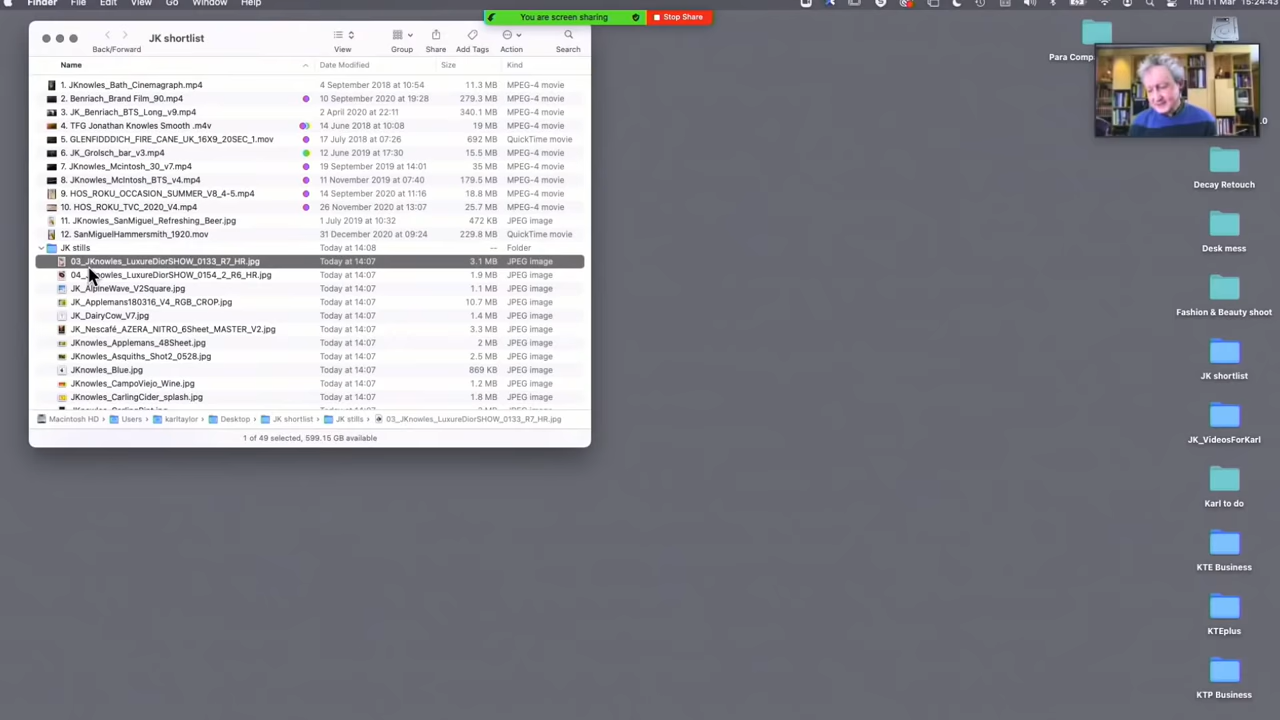 Finder File Edit View Go Window Help
Thu 11 Mar 15:24:43
You are screen sharing Stop Share
JK shortlist
Back/Forward View Group Share Add Tags Action Search
Name Date Modified Size Kind
1. JKnowles_Bath_Cinemagraph.mp4 4 September 2018 at 10:54 11.3 MB MPEG-4 movie
2. Benriach_Brand Film_90.mp4 10 September 2020 at 19:28 279.3 MB MPEG-4 movie
3. JK_Benriach_BTS_Long_v9.mp4 2 April 2020 at 22:11 340.1 MB MPEG-4 movie
4. TFG Jonathan Knowles Smooth .m4v 14 June 2018 at 10:08 19 MB MPEG-4 movie
5. GLENFIDDDICH_FIRE_CANE_UK_16X9_20SEC_1.mov 17 July 2018 at 07:26 692 MB QuickTime movie
6. JK_Grolsch_bar_v3.mp4 12 June 2019 at 17:30 15.5 MB MPEG-4 movie
7. JKnowles_Mcintosh_30_v7.mp4 19 September 2019 at 14:01 35 MB MPEG-4 movie
8. JKnowles_McIntosh_BTS_v4.mp4 11 November 2019 at 07:40 179.5 MB MPEG-4 movie
9. HOS_ROKU_OCCASION_SUMMER_V8_4-5.mp4 14 September 2020 at 11:16 18.8 MB MPEG-4 movie
10. HOS_ROKU_TVC_2020_V4.mp4 26 November 2020 at 13:07 25.7 MB MPEG-4 movie
11. JKnowles_SanMiguel_Refreshing_Beer.jpg 1 July 2019 at 10:32 472 KB JPEG image
12. SanMiguelHammersmith_1920.mov 31 December 2020 at 09:24 229.8 MB QuickTime movie
JK stills Today at 14:08 -- Folder
03_JKnowles_LuxureDiorSHOW_0133_R7_HR.jpg Today at 14:07 3.1 MB JPEG image
04_JKnowles_LuxureDiorSHOW_0154_2_R6_HR.jpg Today at 14:07 1.9 MB JPEG image
JK_AlpineWave_V2Square.jpg Today at 14:07 1.1 MB JPEG image
JK_Applemans180316_V4_RGB_CROP.jpg Today at 14:07 10.7 MB JPEG image
JK_DairyCow_V7.jpg Today at 14:07 1.4 MB JPEG image
JK_Nescafé_AZERA_NITRO_6Sheet_MASTER_V2.jpg Today at 14:07 3.3 MB JPEG image
JKnowles_Applemans_48Sheet.jpg Today at 14:07 2 MB JPEG image
JKnowles_Asquiths_Shot2_0528.jpg Today at 14:07 2.5 MB JPEG image
JKnowles_Blue.jpg Today at 14:07 869 KB JPEG image
JKnowles_CampoViejo_Wine.jpg Today at 14:07 1.2 MB JPEG image
JKnowles_CarlingCider_splash.jpg Today at 14:07 1.8 MB JPEG image
Macintosh HD Users karltaylor Desktop JK shortlist JK stills 03_JKnowles_LuxureDiorSHOW_0133_R7_HR.jpg
1 of 49 selected, 599.15 GB available
Para Comp
.0
Decay Retouch
Desk mess
Fashion & Beauty shoot
JK shortlist
JK_VideosForKarl
Karl to do
KTE Business
KTEplus
KTP Business